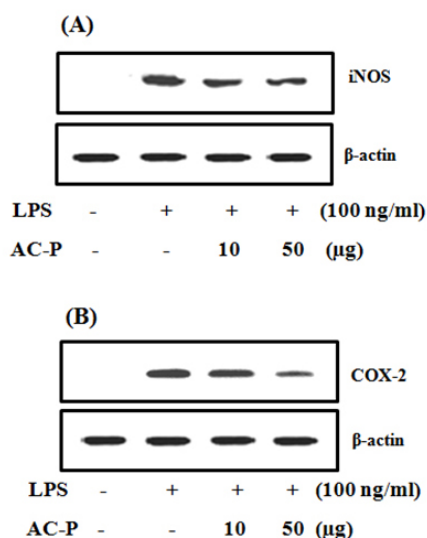 (A)
iNOS
β-actin
LPS - + + + (100 ng/ml)
AC-P - - 10 50 (μg)
(B)
COX-2
β-actin
LPS - + + + (100 ng/ml)
AC-P - - 10 50 (μg)